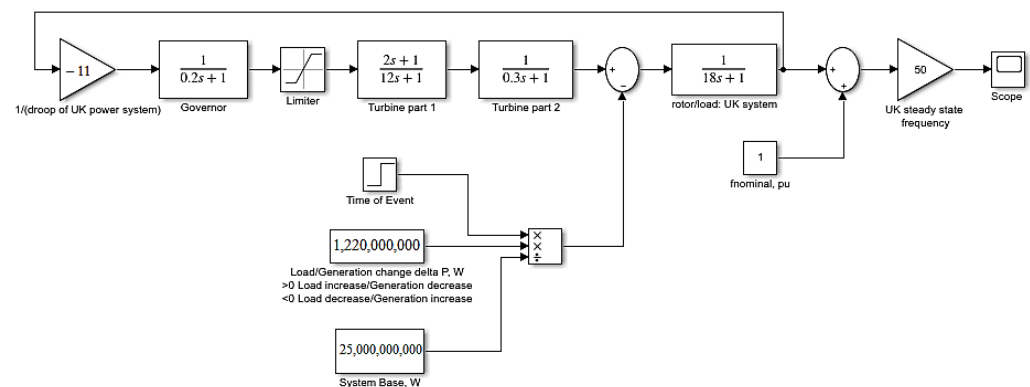 − 11
1/(droop of UK power system)
1
0.2s + 1
Governor
Limiter
2s + 1
12s + 1
Turbine part 1
1
0.3s + 1
Turbine part 2
+
−
1
18s + 1
rotor/load: UK system
+
+
50
UK steady state
frequency
Scope
1
fnominal, pu
Time of Event
×
×
÷
1,220,000,000
Load/Generation change delta P, W
>0 Load increase/Generation decrease
<0 Load decrease/Generation increase
25,000,000,000
System Base, W